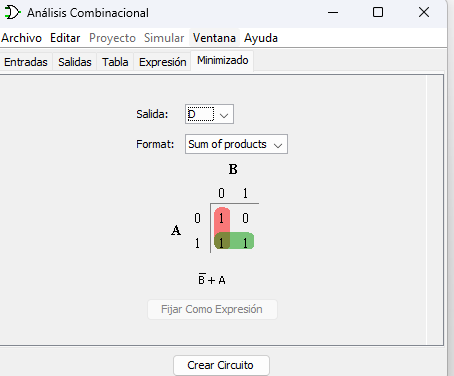 Análisis Combinacional
Archivo Editar Proyecto Simular Ventana Ayuda
Entradas Salidas Tabla Expresión Minimizado
Salida: D
Format: Sum of products
B
0 1
0 1 0
A
1 1 1
B̅ + A
Fijar Como Expresión
Crear Circuito